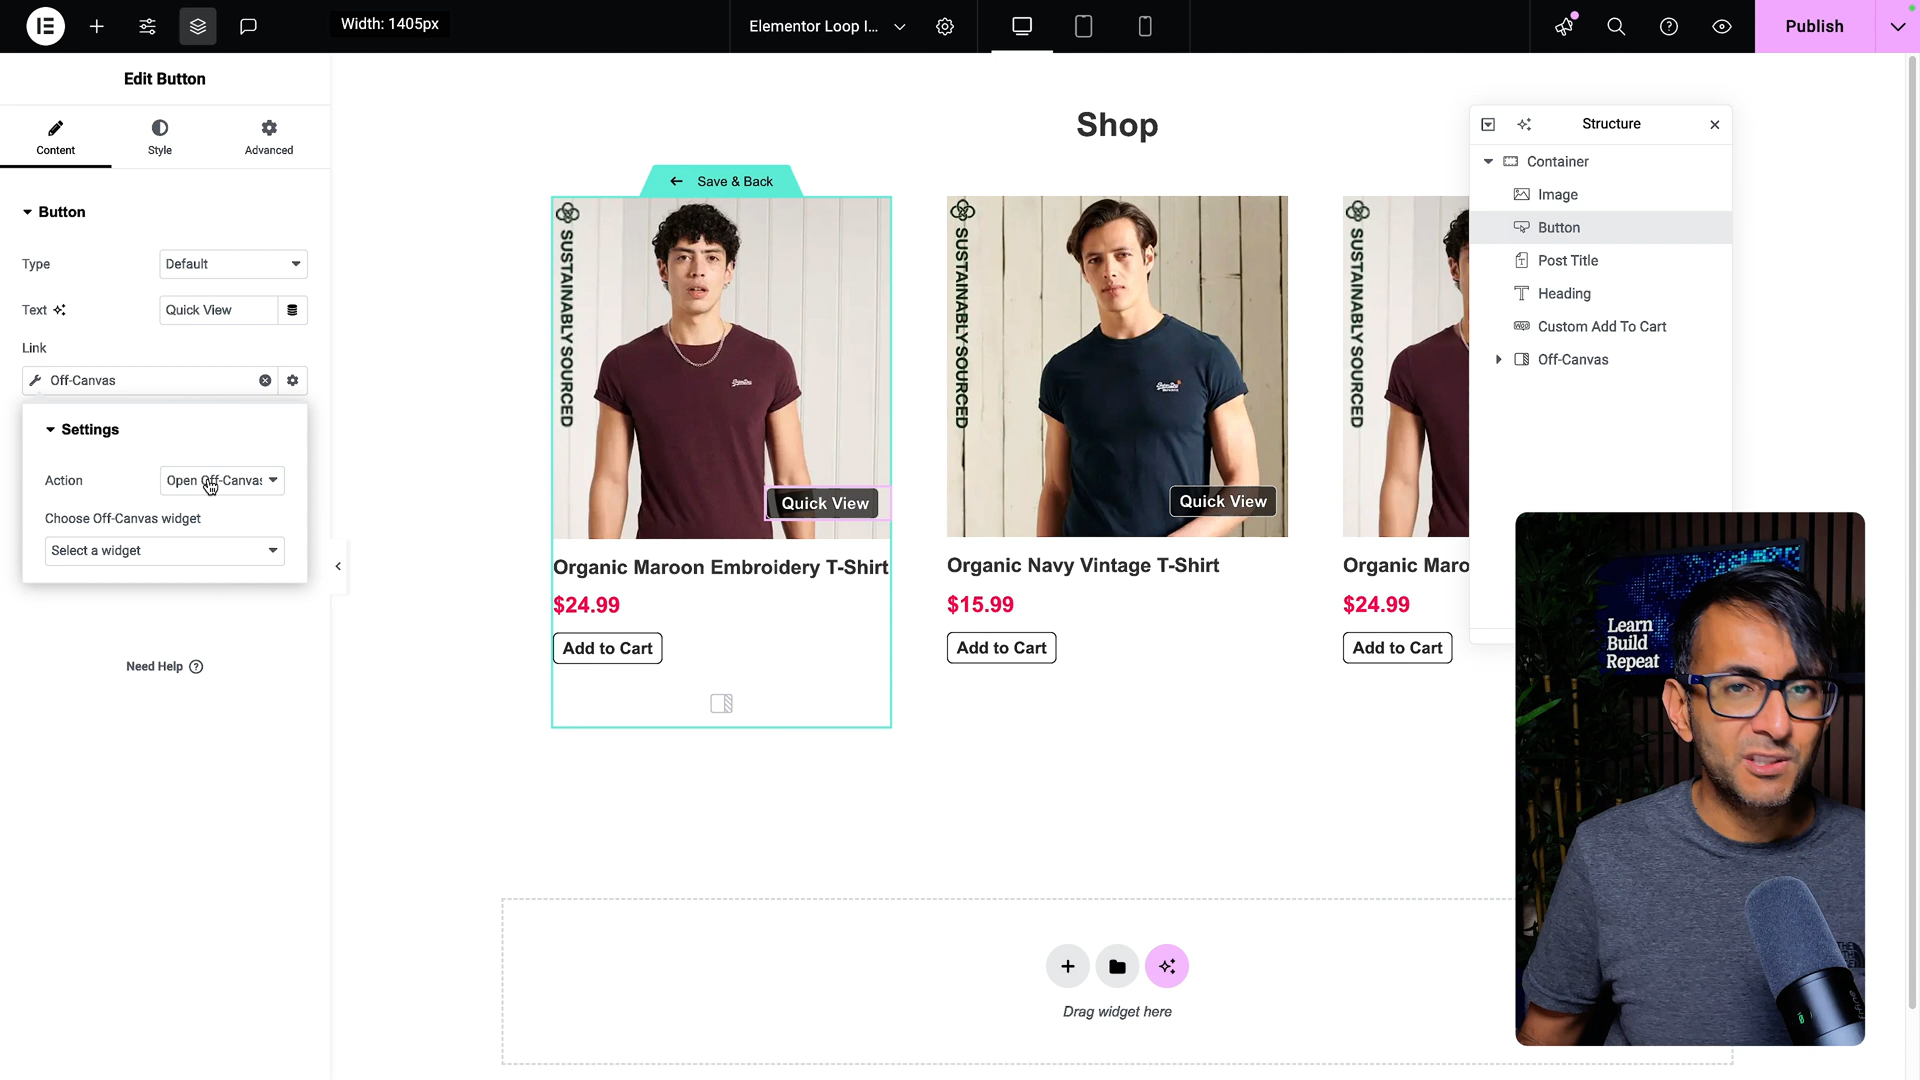 Width: 1405px
Elementor Loop I...
Publish
Edit Button
Content
Style
Advanced
Button
Type
Default
Text
Quick View
Link
Off-Canvas
Settings
Action
Open Off-Canvas
Choose Off-Canvas widget
Select a widget
Need Help
Shop
Save & Back
SUSTAINABLY SOURCED
Quick View
Organic Maroon Embroidery T-Shirt
$24.99
Add to Cart
SUSTAINABLY SOURCED
Quick View
Organic Navy Vintage T-Shirt
$15.99
Add to Cart
SUSTAINABLY SOURCED
Organic Maro
$24.99
Add to Cart
Structure
Container
Image
Button
Post Title
Heading
Custom Add To Cart
Off-Canvas
Drag widget here
Learn
Build
Repeat